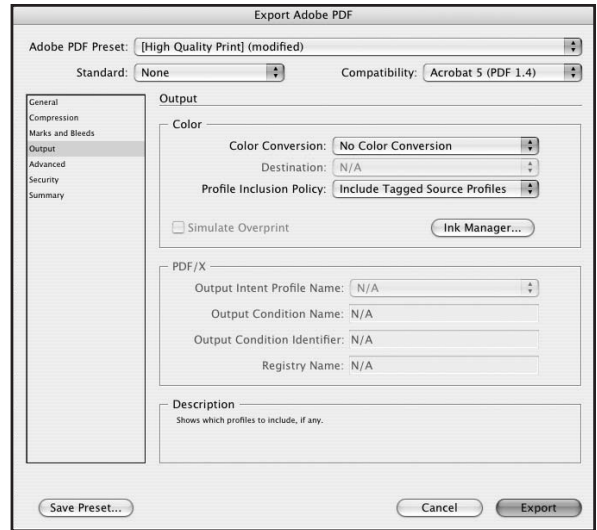 Export Adobe PDF
Adobe PDF Preset: [High Quality Print] (modified)
Standard: None Compatibility: Acrobat 5 (PDF 1.4)
General
Compression
Marks and Bleeds
Output
Advanced
Security
Summary
Output
Color
Color Conversion: No Color Conversion
Destination: N/A
Profile Inclusion Policy: Include Tagged Source Profiles
Simulate Overprint Ink Manager...
PDF/X
Output Intent Profile Name: N/A
Output Condition Name: N/A
Output Condition Identifier: N/A
Registry Name: N/A
Description
Shows which profiles to include, if any.
Save Preset... Cancel Export